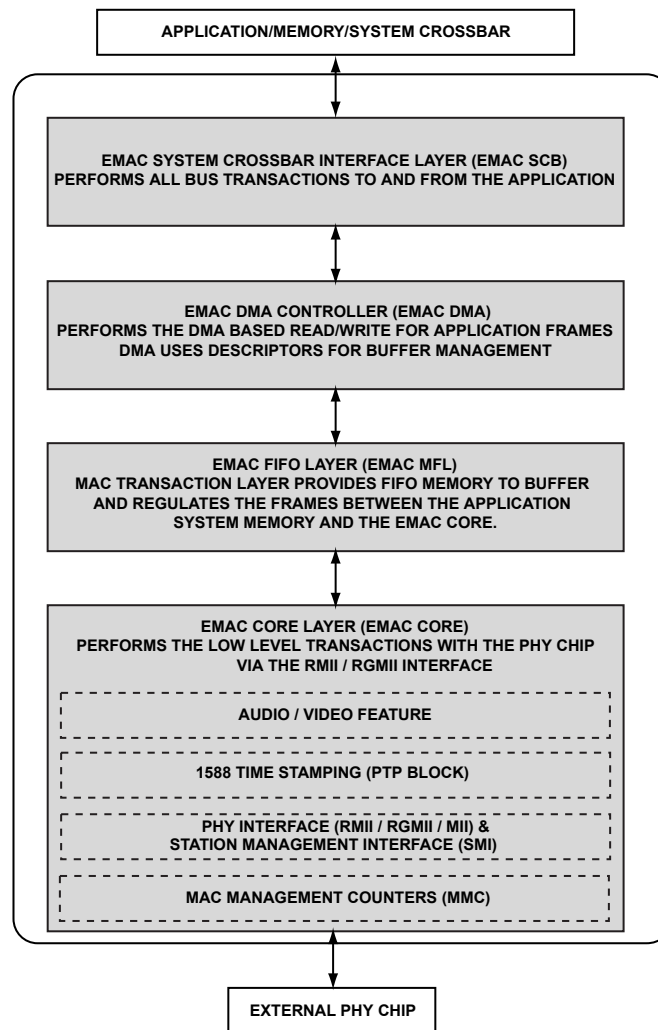 APPLICATION/MEMORY/SYSTEM CROSSBAR
EMAC SYSTEM CROSSBAR INTERFACE LAYER (EMAC SCB)
PERFORMS ALL BUS TRANSACTIONS TO AND FROM THE APPLICATION
EMAC DMA CONTROLLER (EMAC DMA)
PERFORMS THE DMA BASED READ/WRITE FOR APPLICATION FRAMES
DMA USES DESCRIPTORS FOR BUFFER MANAGEMENT
EMAC FIFO LAYER (EMAC MFL)
MAC TRANSACTION LAYER PROVIDES FIFO MEMORY TO BUFFER
AND REGULATES THE FRAMES BETWEEN THE APPLICATION
SYSTEM MEMORY AND THE EMAC CORE.
EMAC CORE LAYER (EMAC CORE)
PERFORMS THE LOW LEVEL TRANSACTIONS WITH THE PHY CHIP
VIA THE RMII / RGMII INTERFACE
AUDIO / VIDEO FEATURE
1588 TIME STAMPING (PTP BLOCK)
PHY INTERFACE (RMII / RGMII / MII) &
STATION MANAGEMENT INTERFACE (SMI)
MAC MANAGEMENT COUNTERS (MMC)
EXTERNAL PHY CHIP